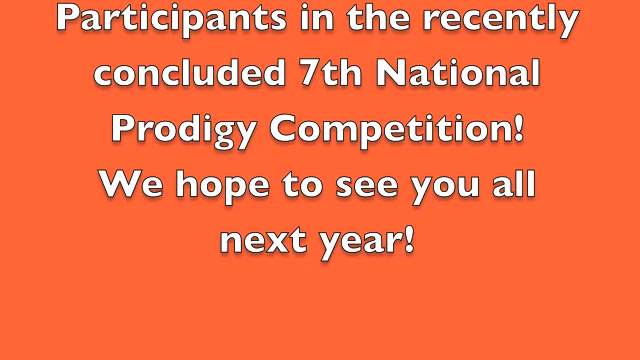 Participants in the recently
concluded 7th National
Prodigy Competition!
We hope to see you all
next year!